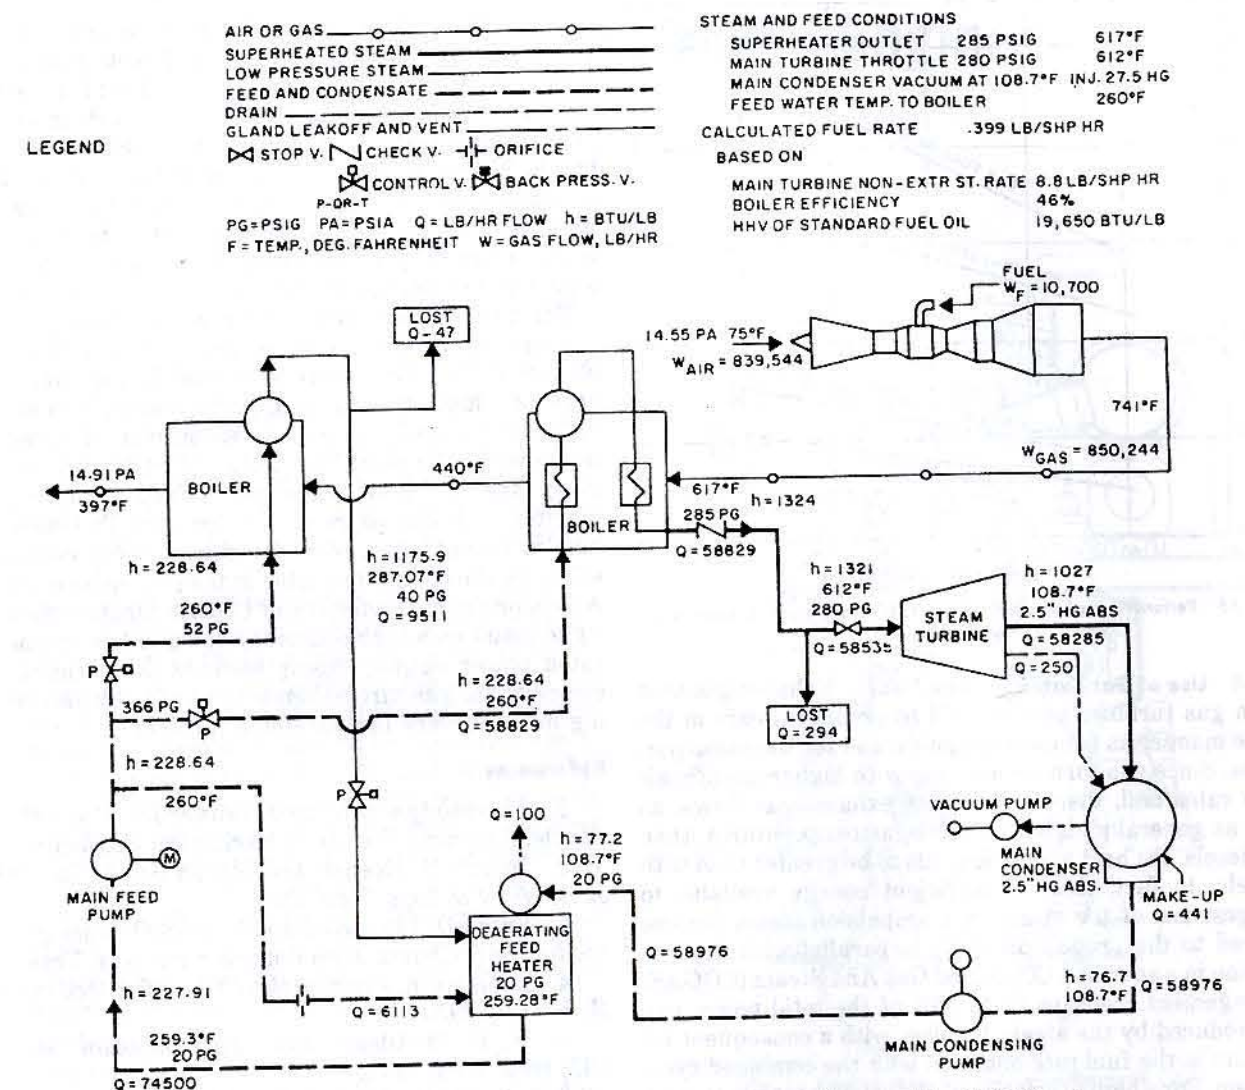 LEGEND
AIR OR GAS
SUPERHEATED STEAM
LOW PRESSURE STEAM
FEED AND CONDENSATE
DRAIN
GLAND LEAKOFF AND VENT
STOP V. CHECK V. ORIFICE
CONTROL V. BACK PRESS. V.
P-OR-T
PG=PSIG PA=PSIA Q=LB/HR FLOW h=BTU/LB
F=TEMP., DEG. FAHRENHEIT W=GAS FLOW, LB/HR
STEAM AND FEED CONDITIONS
SUPERHEATER OUTLET 285 PSIG 617°F
MAIN TURBINE THROTTLE 280 PSIG 612°F
MAIN CONDENSER VACUUM AT 108.7°F INJ. 27.5 HG
FEED WATER TEMP. TO BOILER 260°F
CALCULATED FUEL RATE .399 LB/SHP HR
BASED ON
MAIN TURBINE NON-EXTR ST. RATE 8.8 LB/SHP HR
BOILER EFFICIENCY 46%
HHV OF STANDARD FUEL OIL 19,650 BTU/LB
FUEL
WF = 10,700
14.55 PA 75°F
WAIR = 839,544
741°F
WGAS = 850,244
LOST
Q-47
14.91 PA
397°F
BOILER
440°F
BOILER
617°F
h=1324
285 PG
Q=58829
h=228.64
260°F
52 PG
h=1175.9
287.07°F
40 PG
Q=9511
h=1321
612°F
280 PG
Q=58535
STEAM
TURBINE
h=1027
108.7°F
2.5" HG ABS
Q=58285
Q=250
LOST
Q=294
P
366 PG
P
h=228.64
260°F
Q=58829
h=228.64
260°F
P
Q=100
h=77.2
108.7°F
20 PG
VACUUM PUMP
MAIN
CONDENSER
2.5" HG ABS.
MAKE-UP
Q=441
M
MAIN FEED
PUMP
DEAERATING
FEED
HEATER
20 PG
259.28°F
Q=58976
h=76.7
108.7°F
Q=58976
h=227.91
Q=6113
MAIN CONDENSING
PUMP
259.3°F
20 PG
Q=74500